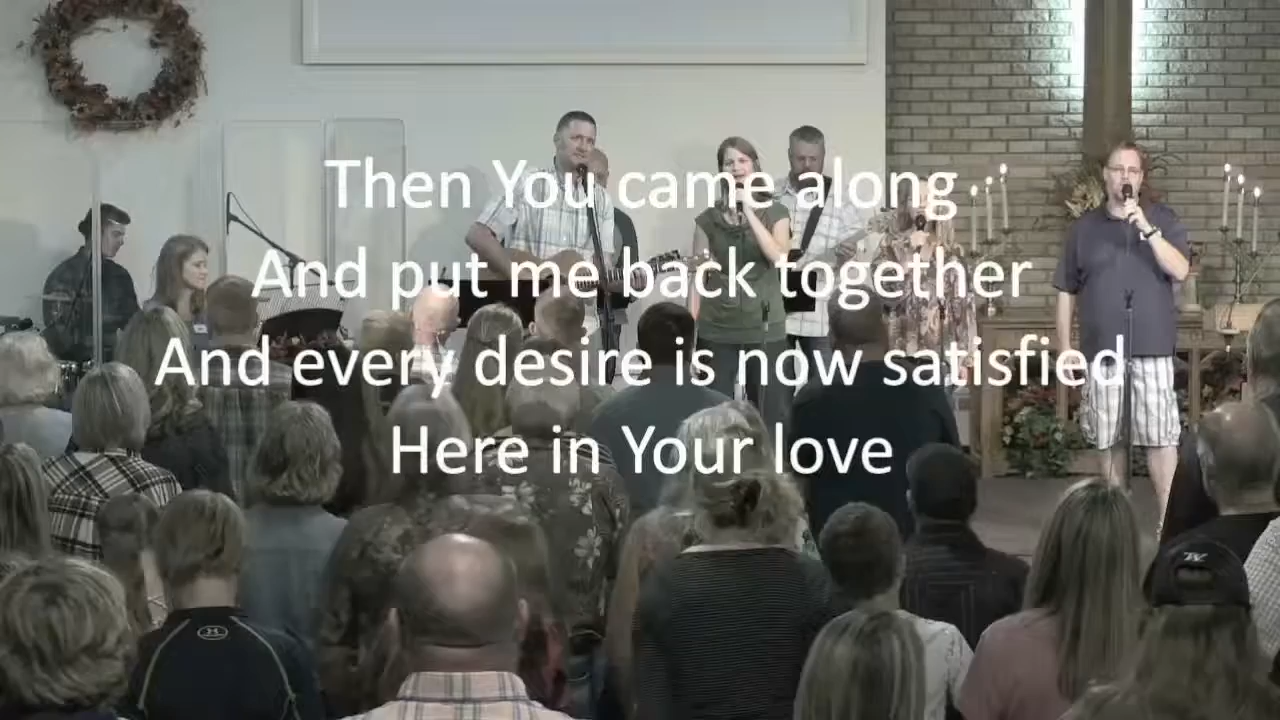 Then You came along
And put me back together
And every desire is now satisfied
Here in Your love